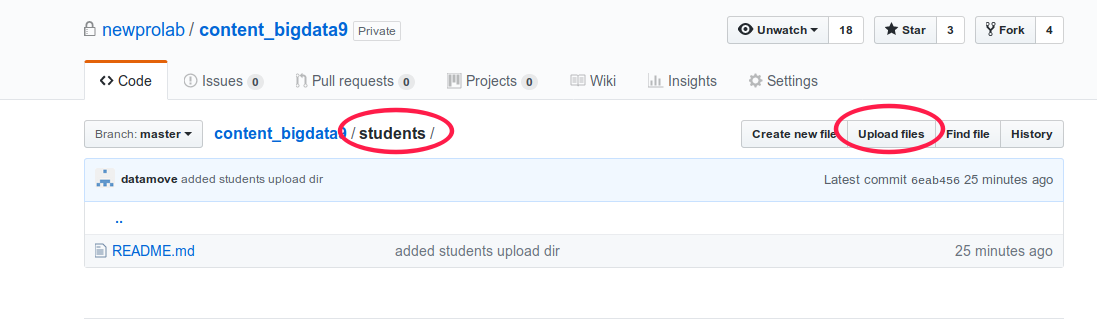 newprolab / content_bigdata9 Private Unwatch 18 Star 3 Fork 4
Code Issues 0 Pull requests 0 Projects 0 Wiki Insights Settings
Branch: master content_bigdata9 / students / Create new file Upload files Find file History
datamove added students upload dir Latest commit 6eab456 25 minutes ago
..
README.md added students upload dir 25 minutes ago